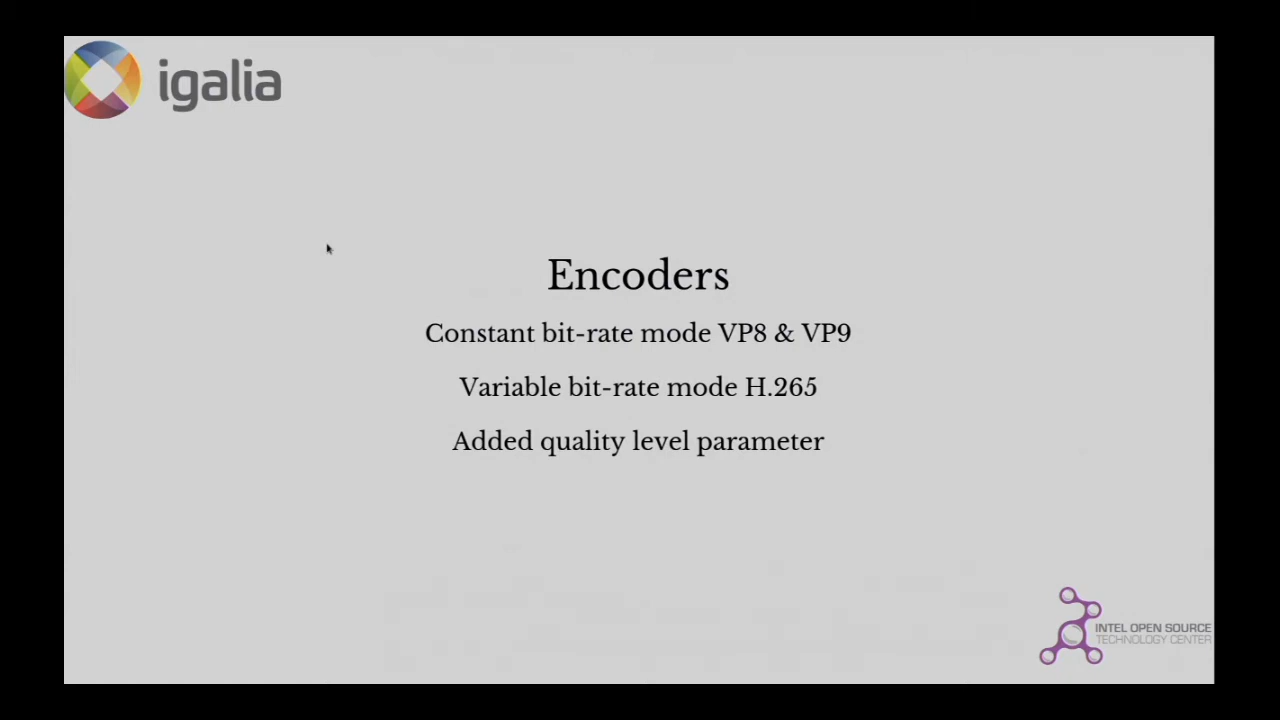 igalia
Encoders
Constant bit-rate mode VP8 & VP9
Variable bit-rate mode H.265
Added quality level parameter
INTEL OPEN SOURCE
TECHNOLOGY CENTER